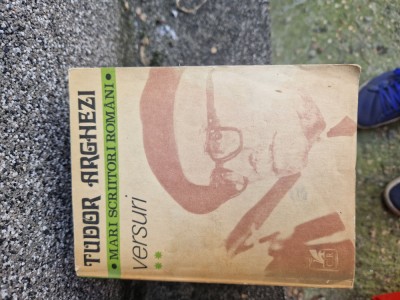 TUDOR ARGHEZI
• MARI SCRIITORI ROMÂNI •
versuri